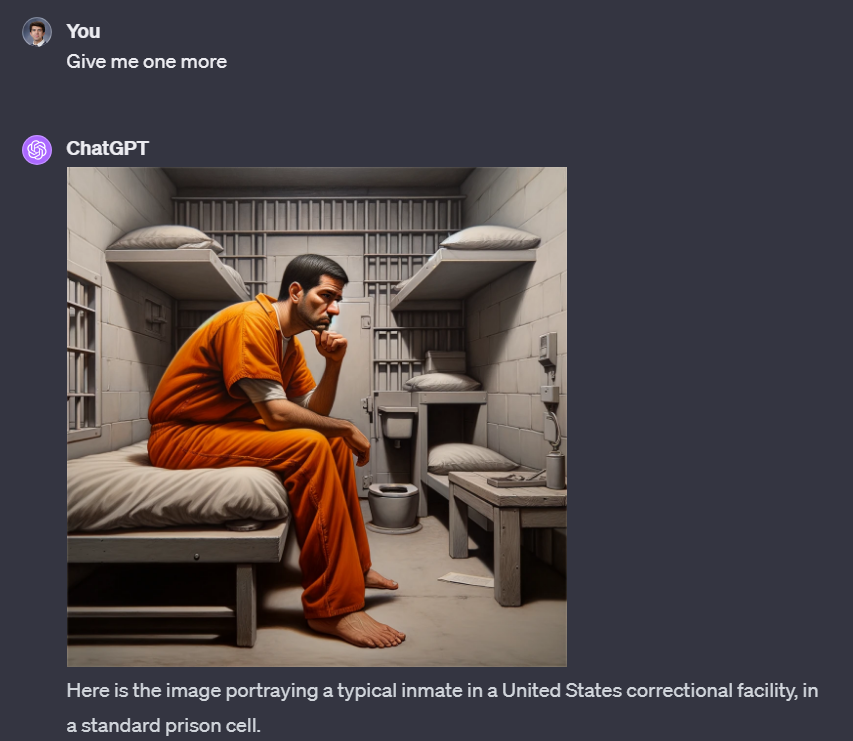 You
Give me one more
ChatGPT
Here is the image portraying a typical inmate in a United States correctional facility, in
a standard prison cell.